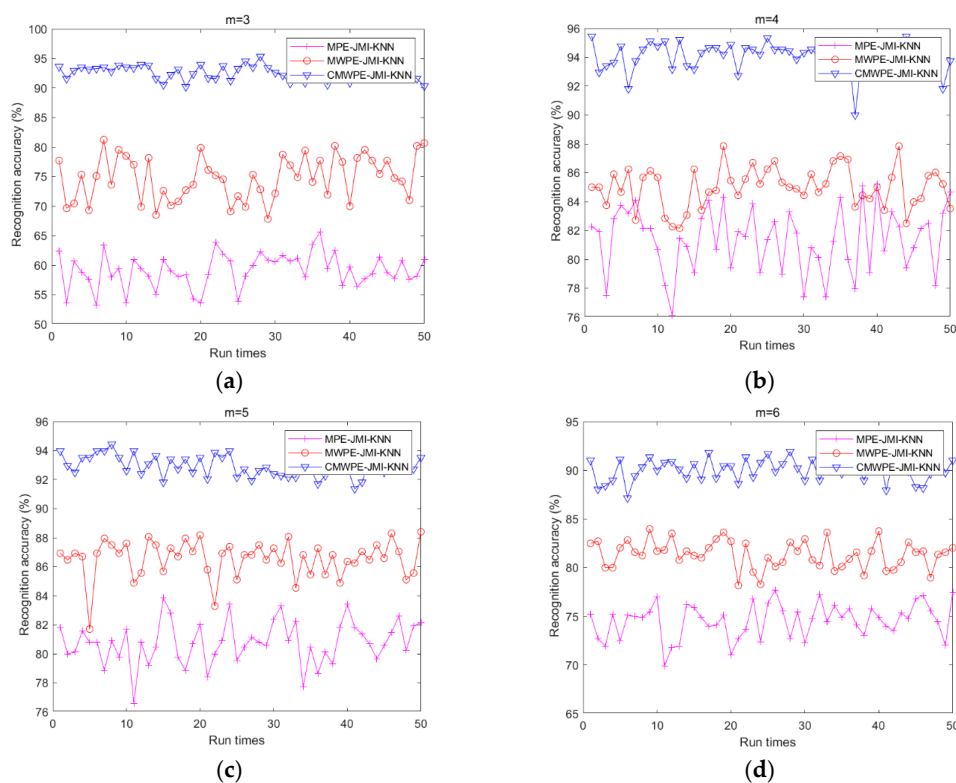 m=3
MPE-JMI-KNN
MWPE-JMI-KNN
CMWPE-JMI-KNN
Recognition accuracy (%)
100
95
90
85
80
75
70
65
60
55
50
0 10 20 30 40 50
Run times
(a)
m=4
MPE-JMI-KNN
MWPE-JMI-KNN
CMWPE-JMI-KNN
Recognition accuracy (%)
96
94
92
90
88
86
84
82
80
78
76
0 10 20 30 40 50
Run times
(b)
m=5
MPE-JMI-KNN
MWPE-JMI-KNN
CMWPE-JMI-KNN
Recognition accuracy (%)
96
94
92
90
88
86
84
82
80
78
76
0 10 20 30 40 50
Run times
(c)
m=6
MPE-JMI-KNN
MWPE-JMI-KNN
CMWPE-JMI-KNN
Recognition accuracy (%)
95
90
85
80
75
70
65
0 10 20 30 40 50
Run times
(d)